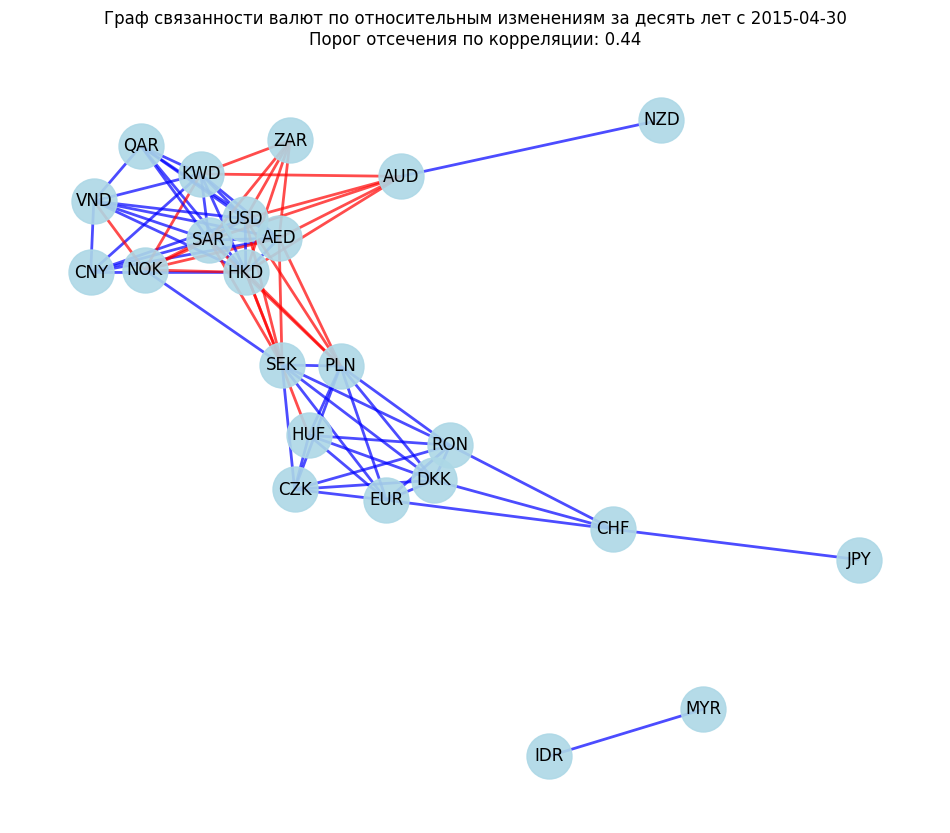 Граф связанности валют по относительным изменениям за десять лет с 2015-04-30
Порог отсечения по корреляции: 0.44
NZD
ZAR
QAR
KWD
AUD
VND
USD
AED
SAR
NOK
CNY
HKD
SEK
PLN
HUF
RON
DKK
CZK
EUR
CHF
JPY
MYR
IDR